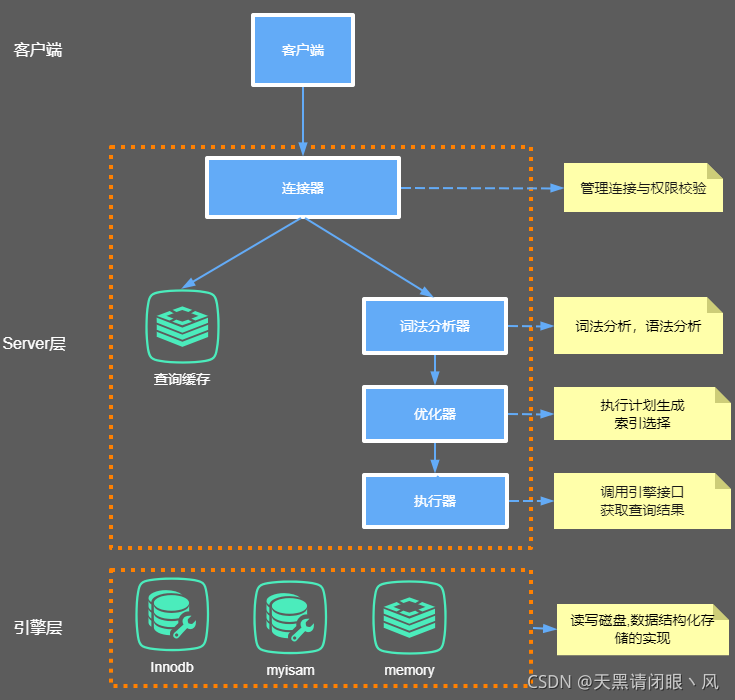 客户端
客户端
连接器
管理连接与权限校验
Server层
查询缓存
词法分析器
词法分析，语法分析
优化器
执行计划生成
索引选择
执行器
调用引擎接口
获取查询结果
引擎层
Innodb
myisam
memory
读写磁盘,数据结构化存
储的实现
CSDN @天黑请闭眼丶风